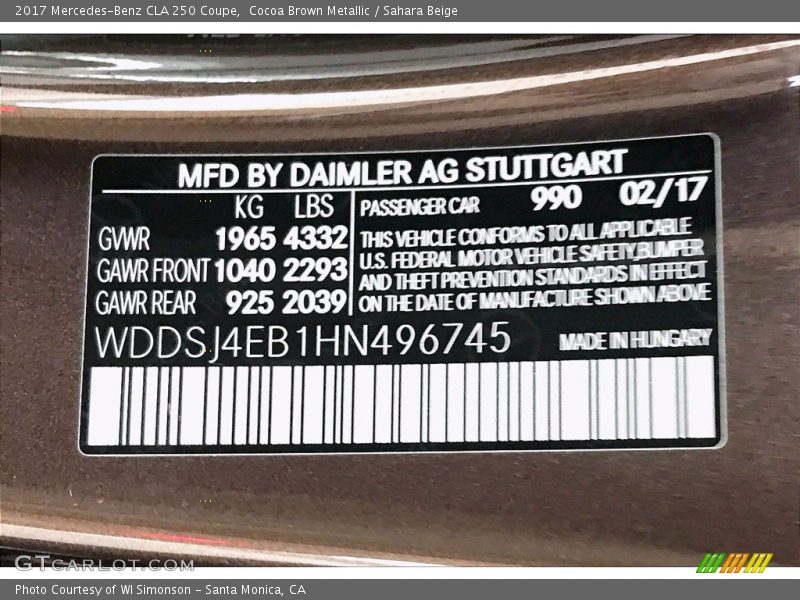 2017 Mercedes-Benz CLA 250 Coupe, Cocoa Brown Metallic / Sahara Beige
MFD BY DAIMLER AG STUTTGART
KG LBS
GVWR 1965 4332
GAWR FRONT 1040 2293
GAWR REAR 925 2039
PASSENGER CAR 990 02/17
THIS VEHICLE CONFORMS TO ALL APPLICABLE
U.S. FEDERAL MOTOR VEHICLE SAFETY,BUMPER
AND THEFT PREVENTION STANDARDS IN EFFECT
ON THE DATE OF MANUFACTURE SHOWN ABOVE
WDDSJ4EB1HN496745 MADE IN HUNGARY
GTCARLOT.COM
Photo Courtesy of WI Simonson - Santa Monica, CA